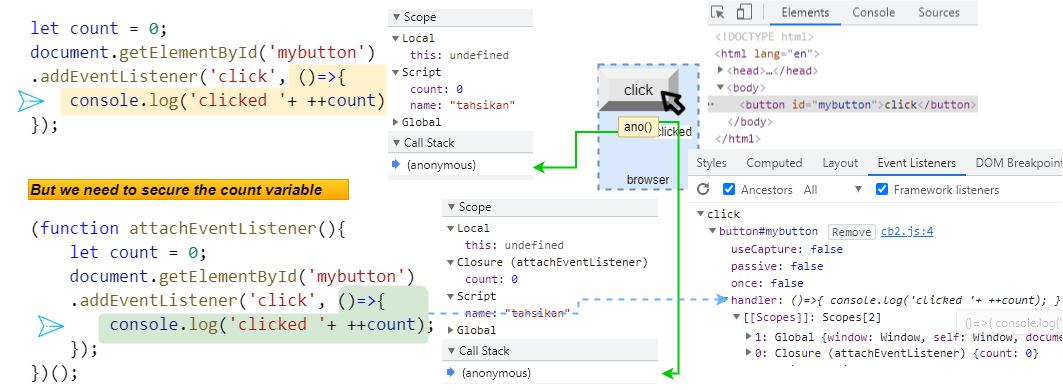 let count = 0;
document.getElementById('mybutton')
.addEventListener('click', ()=>{
console.log('clicked '+ ++count)
});
But we need to secure the count variable
(function attachEventListener(){
let count = 0;
document.getElementById('mybutton')
.addEventListener('click', ()=>{
console.log('clicked '+ ++count);
});
})();
▼ Scope
▼ Local
this: undefined
▼ Script
count: 0
name: "tahsikan"
▶ Global
▼ Call Stack
(anonymous)
▼ Scope
▼ Local
this: undefined
▼ Closure (attachEventListener)
count: 0
▼ Script
name: "tahsikan"
▶ Global
▼ Call Stack
(anonymous)
click
ano()
clicked
browser
Elements Console Sources
<!DOCTYPE html>
<html lang="en">
▶ <head>…</head>
▼ <body>
<button id="mybutton">click</button>
</body>
</html>
Styles Computed Layout Event Listeners DOM Breakpoint
Ancestors All ▼ Framework listeners
▼ click
▼ button#mybutton Remove cb2.js:4
useCapture: false
passive: false
once: false
▼ handler: ()=>{ console.log('clicked '+ ++count); }
▼ [[Scopes]]: Scopes[2]
()=>{ console.log('
▶ 1: Global {window: Window, self: Window, docume
▶ 0: Closure (attachEventListener) {count: 0}